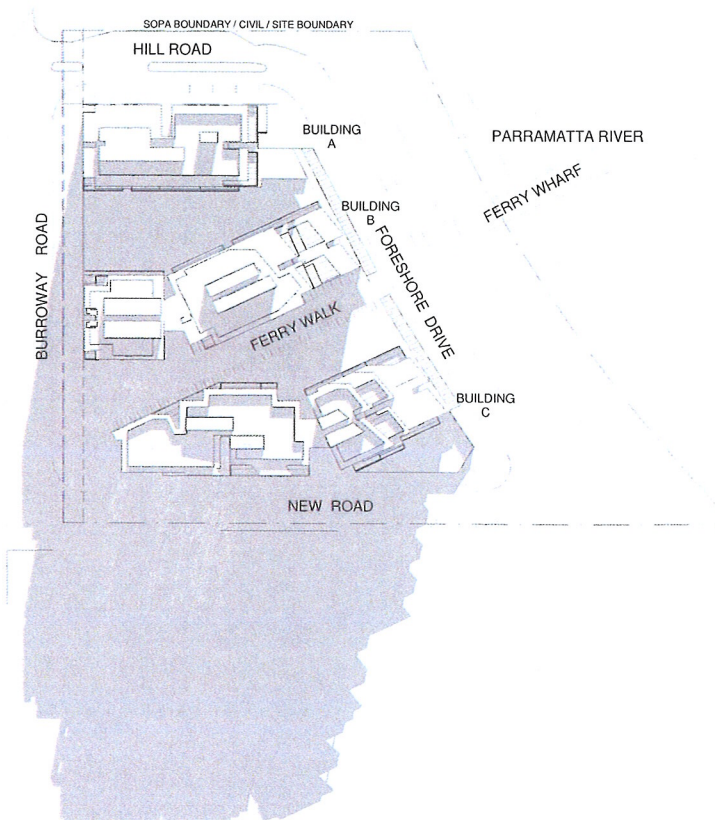 SOPA BOUNDARY / CIVIL / SITE BOUNDARY
HILL ROAD
BUILDING
A
PARRAMATTA RIVER
FERRY WHARF
BUILDING
B
FORESHORE DRIVE
BURROWAY ROAD
FERRY WALK
BUILDING
C
NEW ROAD